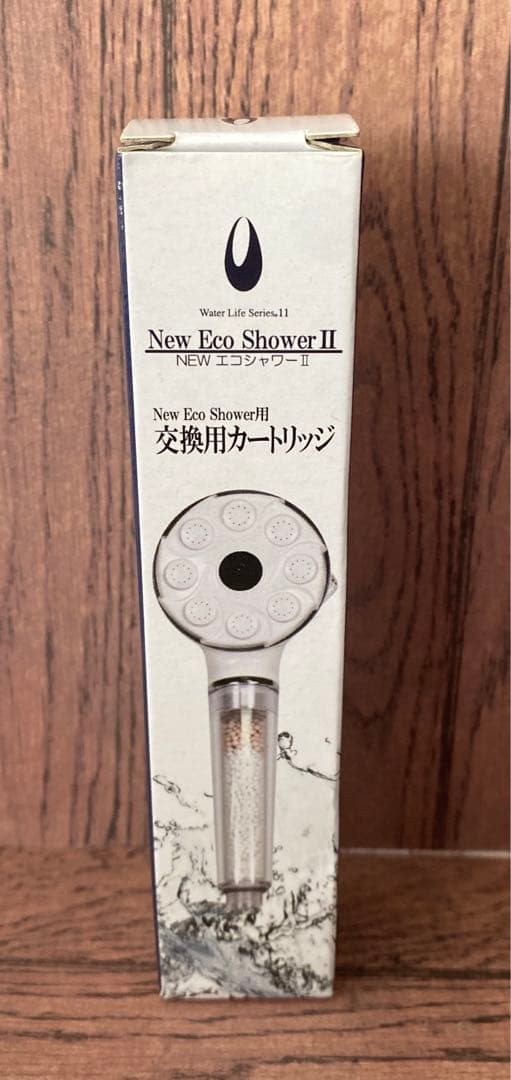 Water Life Series.11
New Eco Shower II
NEW エコシャワーⅡ
New Eco Shower用
交換用カートリッジ